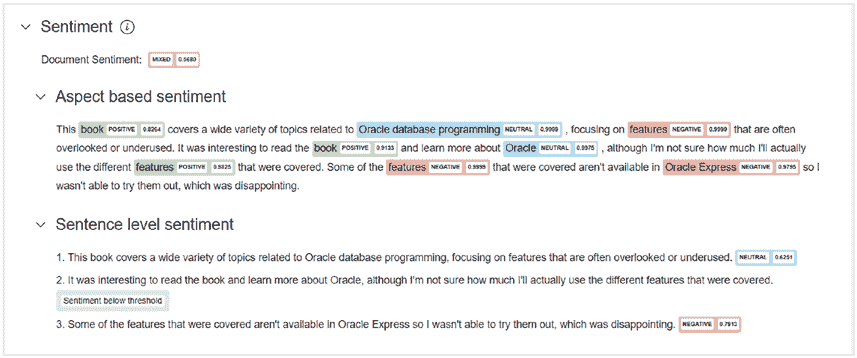 Sentiment
Document Sentiment: MIXED 0.5680
Aspect based sentiment
This book POSITIVE 0.8264 covers a wide variety of topics related to Oracle database programming NEUTRAL 0.9999 , focusing on features NEGATIVE 0.9999 that are often
overlooked or underused. It was interesting to read the book POSITIVE 0.9133 and learn more about Oracle NEUTRAL 0.9975 , although I'm not sure how much I'll actually
use the different features POSITIVE 0.5025 that were covered. Some of the features NEGATIVE 0.9999 that were covered aren't available in Oracle Express NEGATIVE 0.9795 so I
wasn't able to try them out, which was disappointing.
Sentence level sentiment
1. This book covers a wide variety of topics related to Oracle database programming, focusing on features that are often overlooked or underused. NEUTRAL 0.6251
2. It was interesting to read the book and learn more about Oracle, although I'm not sure how much I'll actually use the different features that were covered.
Sentiment below threshold
3. Some of the features that were covered aren't available in Oracle Express so I wasn't able to try them out, which was disappointing. NEGATIVE 0.7913